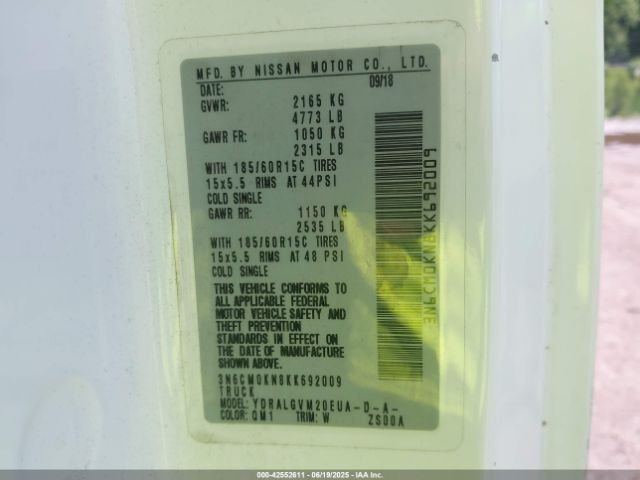 MFD. BY NISSAN MOTOR CO., LTD.
DATE: 09/18
GVWR: 2165 KG
4773 LB
GAWR FR: 1050 KG
2315 LB
WITH 185/60R15C TIRES
15x5.5 RIMS AT 44PSI
COLD SINGLE
GAWR RR: 1150 KG
2535 LB
WITH 185/60R15C TIRES
15x5.5 RIMS AT 48 PSI
COLD SINGLE
THIS VEHICLE CONFORMS TO
ALL APPLICABLE FEDERAL
MOTOR VEHICLE SAFETY AND
THEFT PREVENTION
STANDARDS IN EFFECT ON
THE DATE OF MANUFACTURE
SHOWN ABOVE.
3N6CM0KN8KK692009
TRUCK
MODEL: YDRALGVM20EUA-D-A-
COLOR: QM1 TRIM: W ZS00A
3N6CM0KN8KK692009
000-42552611 - 06/19/2025 - IAA Inc.